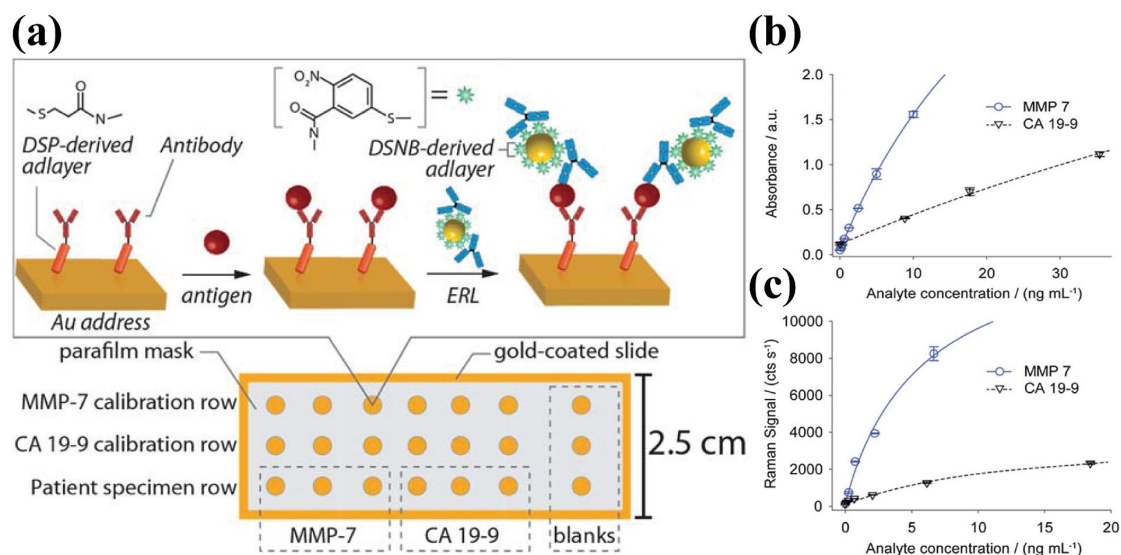 (a)
O
S
N
O₂N
O
N
S
=
DSP-derived
adlayer
Antibody
DSNB-derived
adlayer
antigen
ERL
Au address
parafilm mask
gold-coated slide
MMP-7 calibration row
CA 19-9 calibration row
Patient specimen row
2.5 cm
MMP-7
CA 19-9
blanks
(b)
2.0
1.5
1.0
0.5
0.0
Absorbance / a.u.
MMP 7
CA 19-9
0
10
20
30
Analyte concentration / (ng mL⁻¹)
(c)
10000
8000
6000
4000
2000
0
Raman Signal / (cts s⁻¹)
MMP 7
CA 19-9
0
5
10
15
20
Analyte concentration / (ng mL⁻¹)